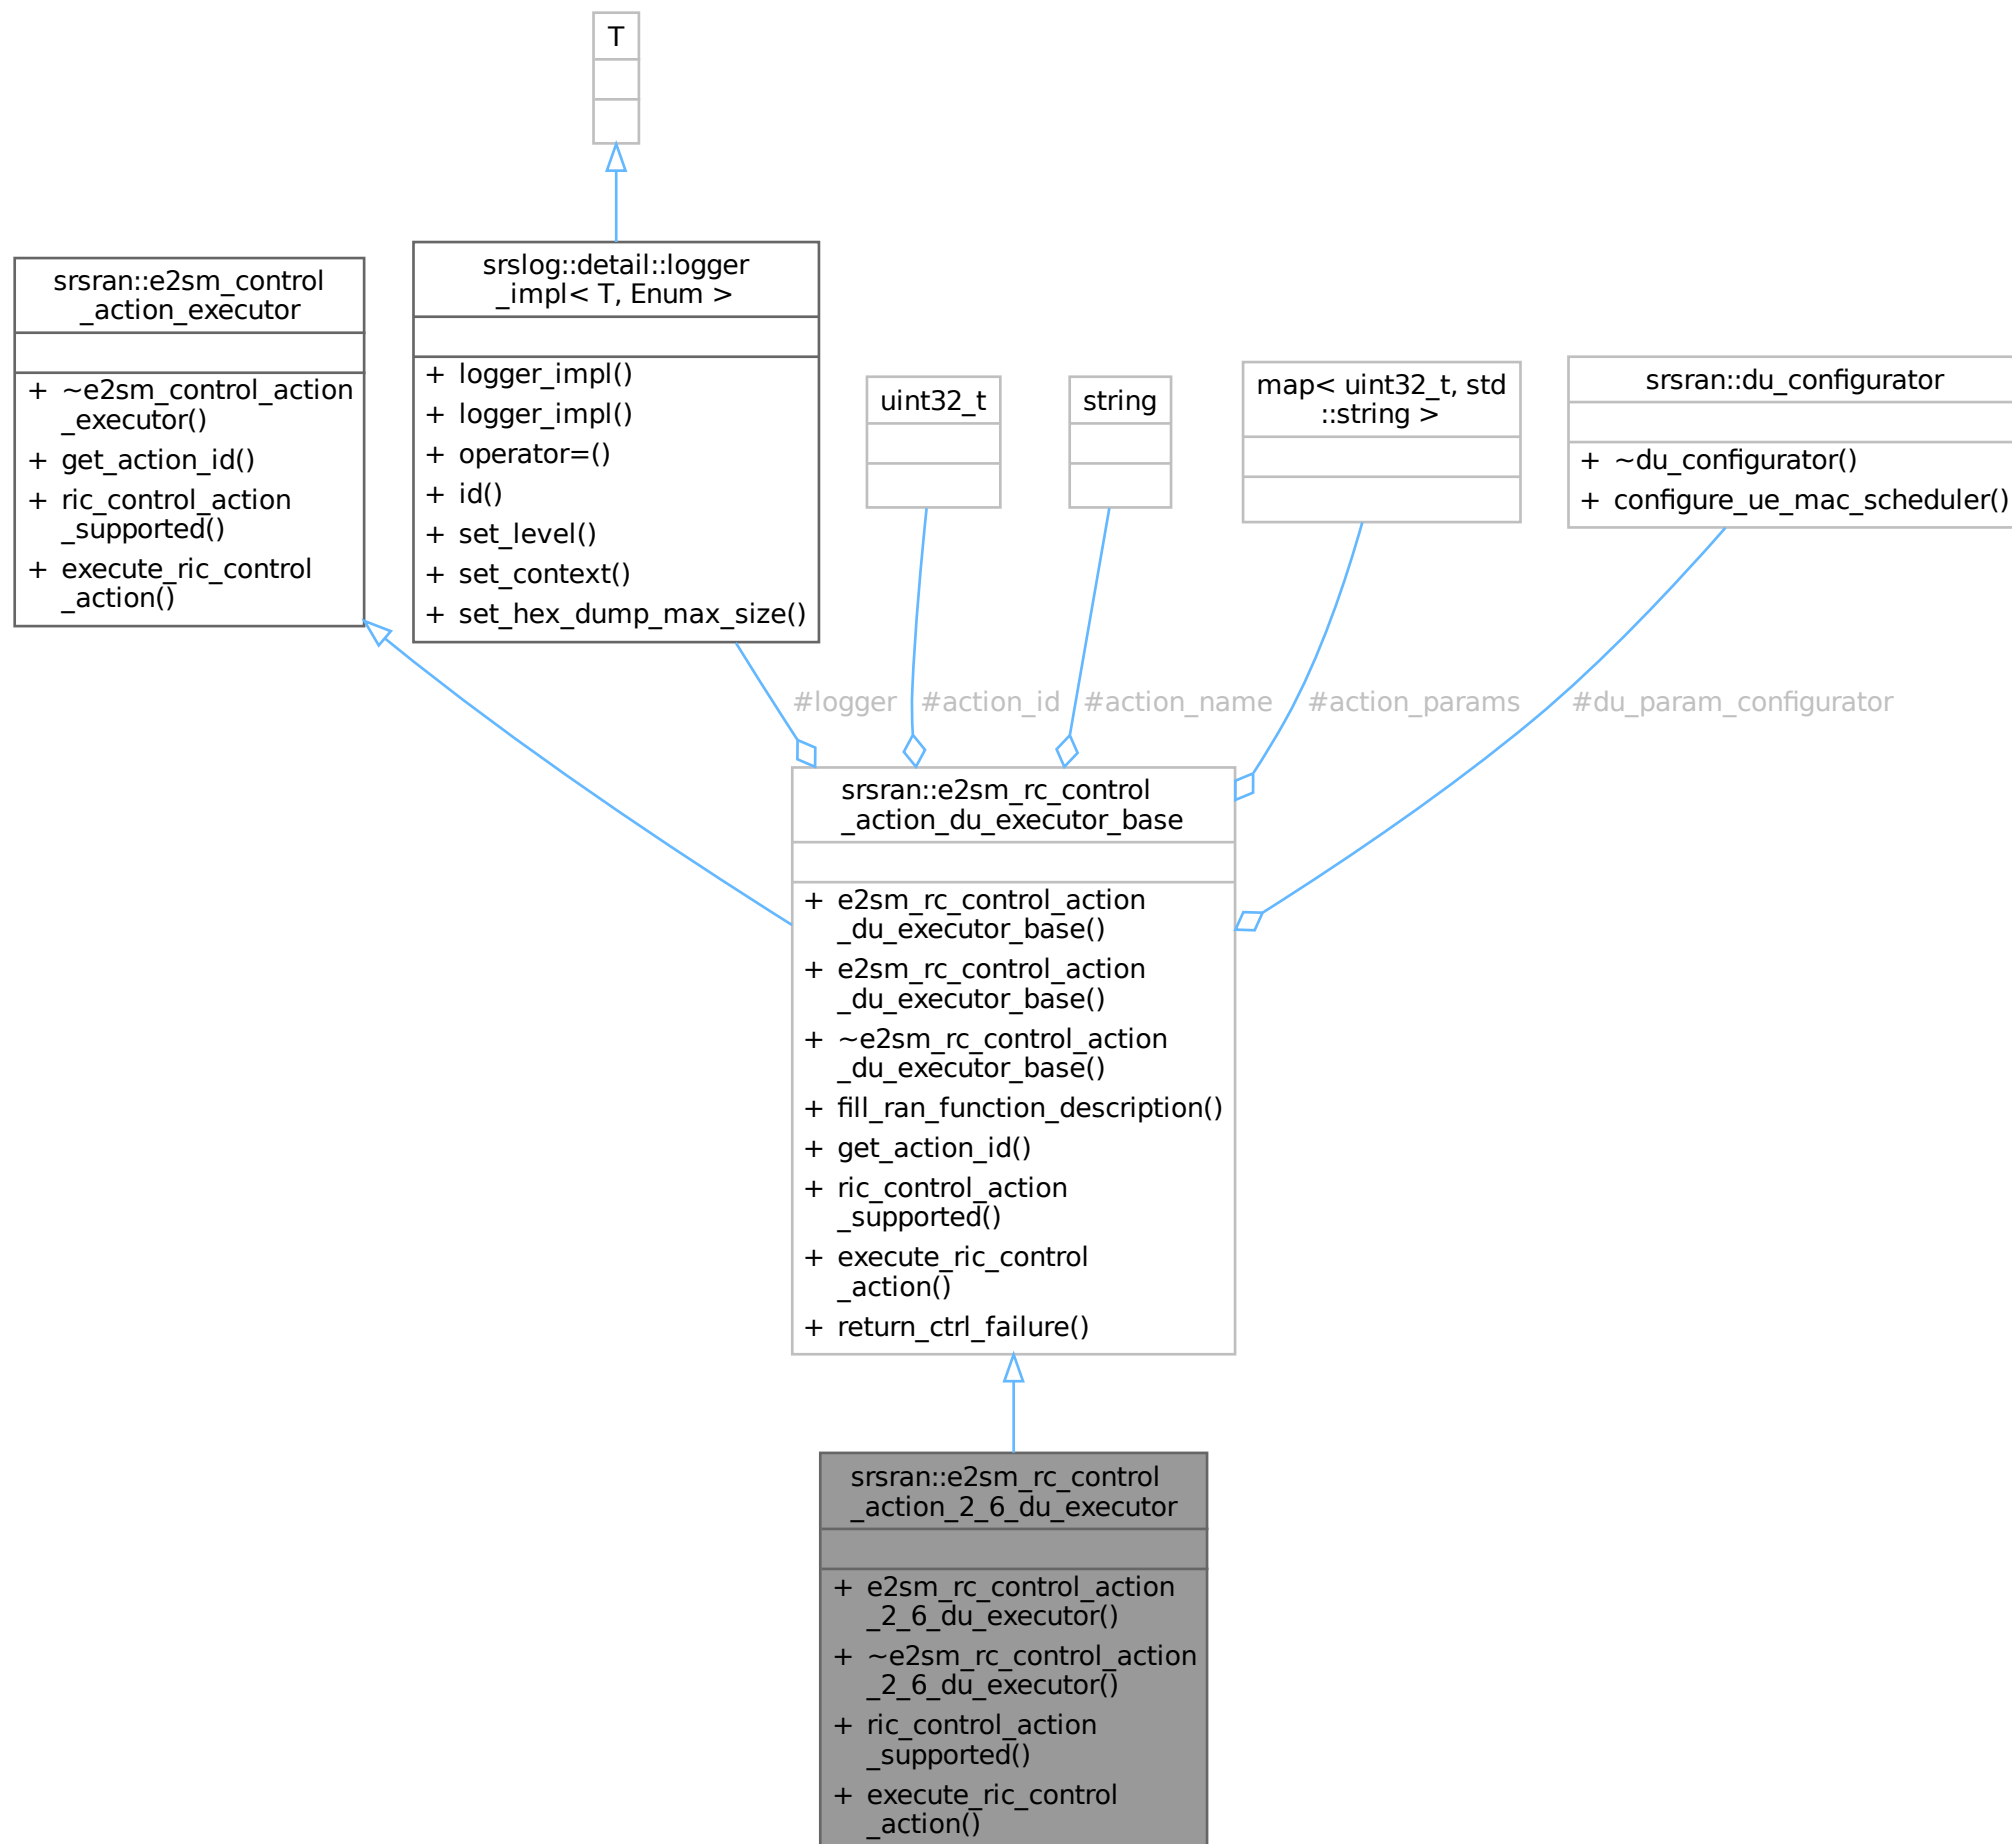 T
srsran::e2sm_control
_action_executor
+ ~e2sm_control_action
_executor()
+ get_action_id()
+ ric_control_action
_supported()
+ execute_ric_control
_action()
srslog::detail::logger
_impl< T, Enum >
+ logger_impl()
+ logger_impl()
+ operator=()
+ id()
+ set_level()
+ set_context()
+ set_hex_dump_max_size()
uint32_t
string
map< uint32_t, std
::string >
srsran::du_configurator
+ ~du_configurator()
+ configure_ue_mac_scheduler()
#logger
#action_id
#action_name
#action_params
#du_param_configurator
srsran::e2sm_rc_control
_action_du_executor_base
+ e2sm_rc_control_action
_du_executor_base()
+ e2sm_rc_control_action
_du_executor_base()
+ ~e2sm_rc_control_action
_du_executor_base()
+ fill_ran_function_description()
+ get_action_id()
+ ric_control_action
_supported()
+ execute_ric_control
_action()
+ return_ctrl_failure()
srsran::e2sm_rc_control
_action_2_6_du_executor
+ e2sm_rc_control_action
_2_6_du_executor()
+ ~e2sm_rc_control_action
_2_6_du_executor()
+ ric_control_action
_supported()
+ execute_ric_control
_action()